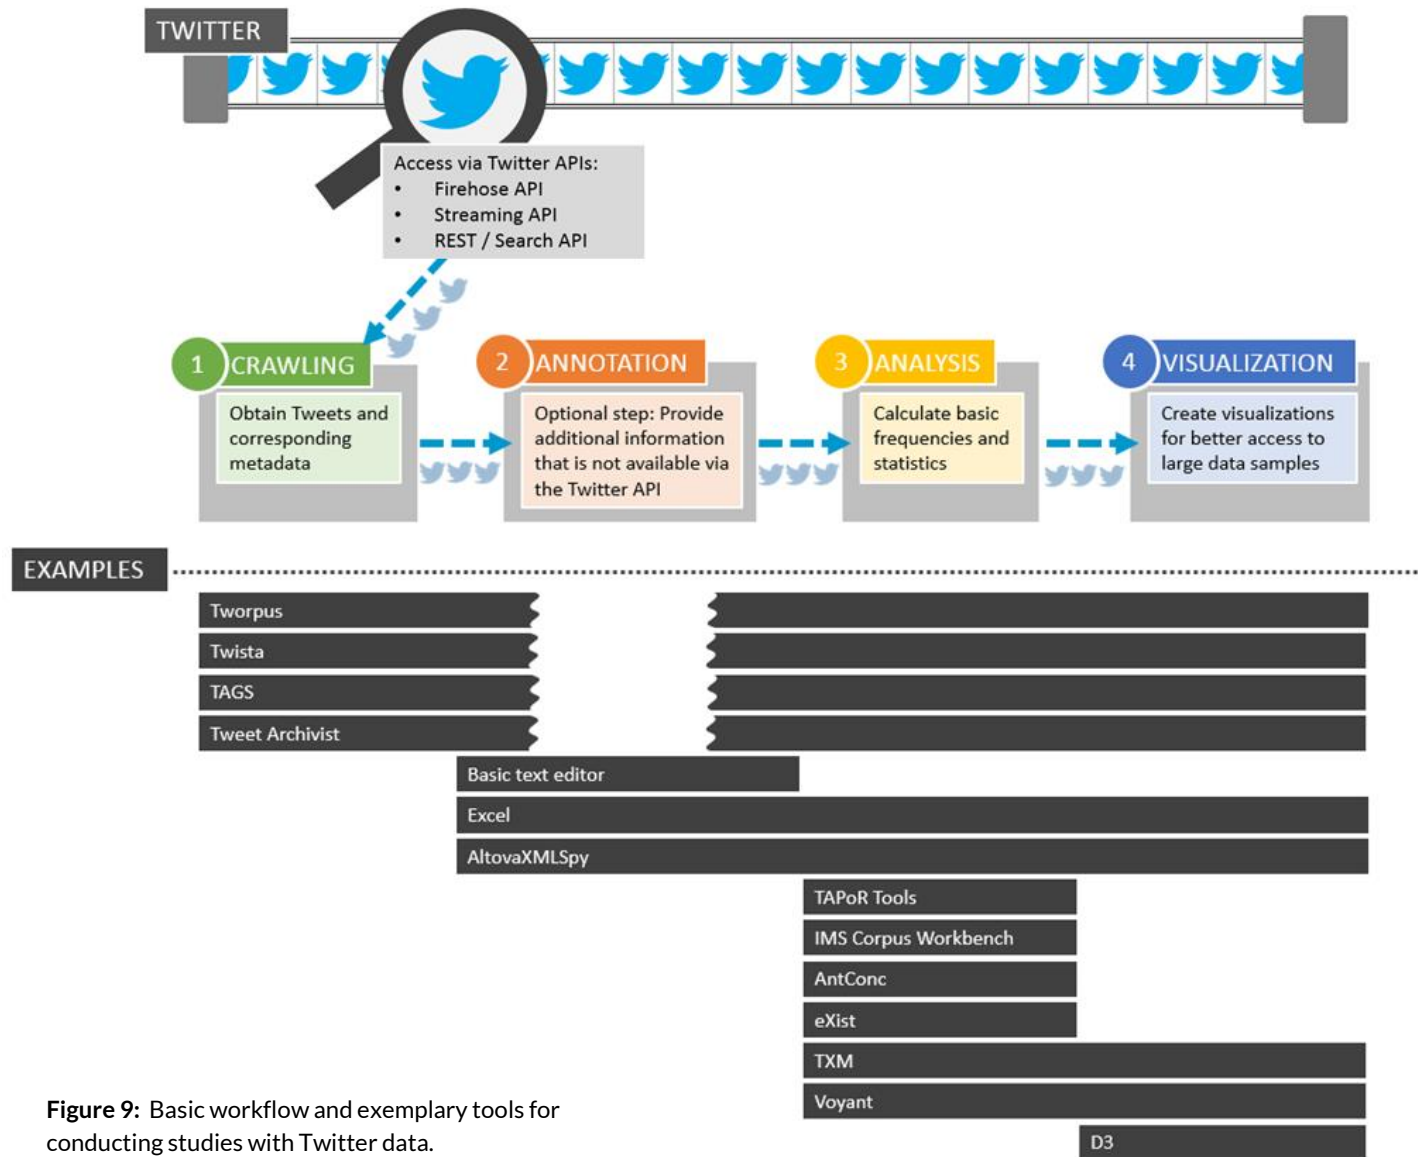 TWITTER
Access via Twitter APIs:
• Firehose API
• Streaming API
• REST / Search API
1 CRAWLING
Obtain Tweets and
corresponding
metadata
2 ANNOTATION
Optional step: Provide
additional information
that is not available via
the Twitter API
3 ANALYSIS
Calculate basic
frequencies and
statistics
4 VISUALIZATION
Create visualizations
for better access to
large data samples
EXAMPLES
Tworpus
Twista
TAGS
Tweet Archivist
Basic text editor
Excel
AltovaXMLSpy
TAPoR Tools
IMS Corpus Workbench
AntConc
eXist
TXM
Voyant
D3
Figure 9: Basic workflow and exemplary tools for
conducting studies with Twitter data.